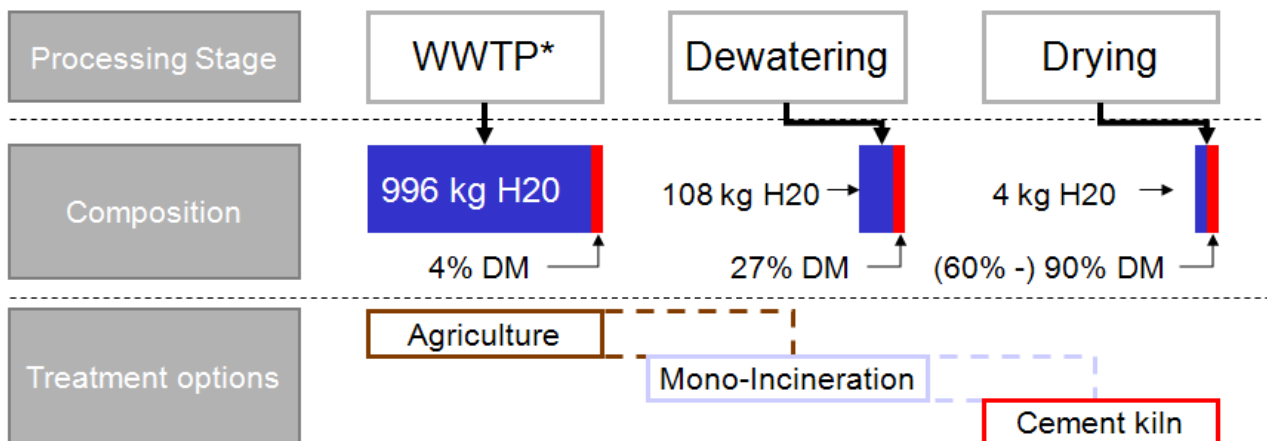 Processing Stage
WWTP*
Dewatering
Drying
Composition
996 kg H20
108 kg H20
4 kg H20
4% DM
27% DM
(60% -) 90% DM
Treatment options
Agriculture
Mono-Incineration
Cement kiln